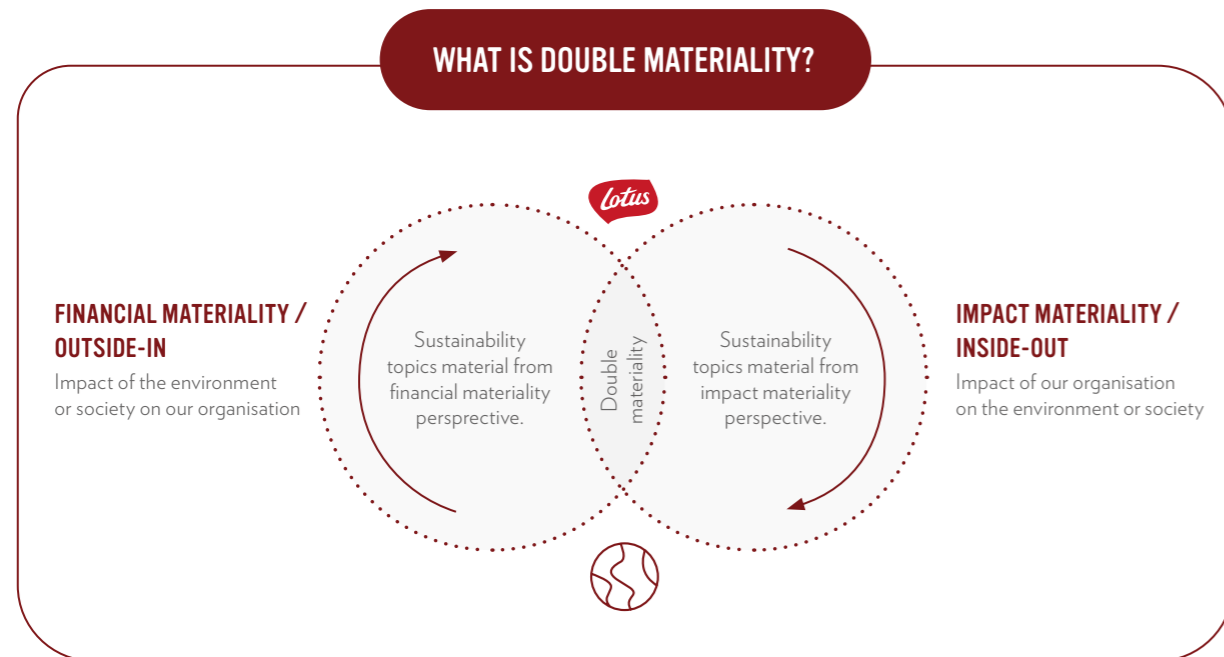 WHAT IS DOUBLE MATERIALITY?
Lotus
FINANCIAL MATERIALITY /
OUTSIDE-IN
Impact of the environment
or society on our organisation
Sustainability
topics material from
financial materiality
persprective.
Double
materiality
Sustainability
topics material from
impact materiality
perspective.
IMPACT MATERIALITY /
INSIDE-OUT
Impact of our organisation
on the environment or society